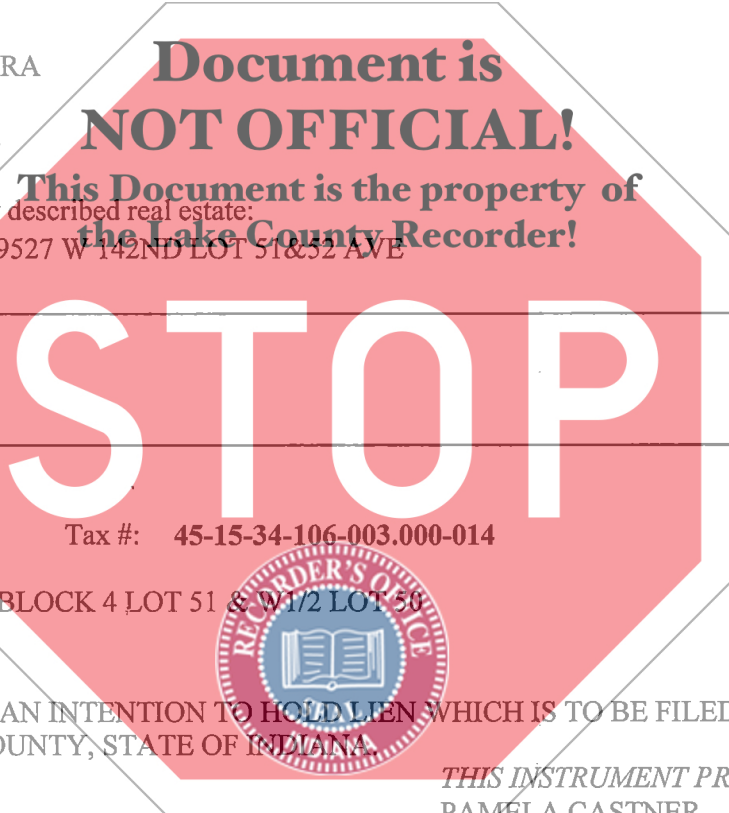 RA
Document is
NOT OFFICIAL!
This Document is the property of
described real estate:
the Lake County Recorder!
9527 W 142ND LOT 51&52 AVE
STOP
Tax #: 45-15-34-106-003.000-014
BLOCK 4 LOT 51 & W1/2 LOT 50
RECORDER'S OFFICE
INDIANA
AN INTENTION TO HOLD LIEN WHICH IS TO BE FILED
OUNTY, STATE OF INDIANA.
THIS INSTRUMENT PR
PAMELA CASTNER